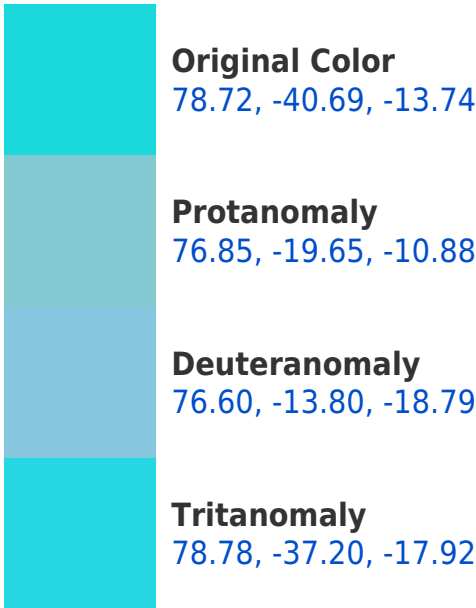 Original Color
78.72, -40.69, -13.74
Protanomaly
76.85, -19.65, -10.88
Deuteranomaly
76.60, -13.80, -18.79
Tritanomaly
78.78, -37.20, -17.92